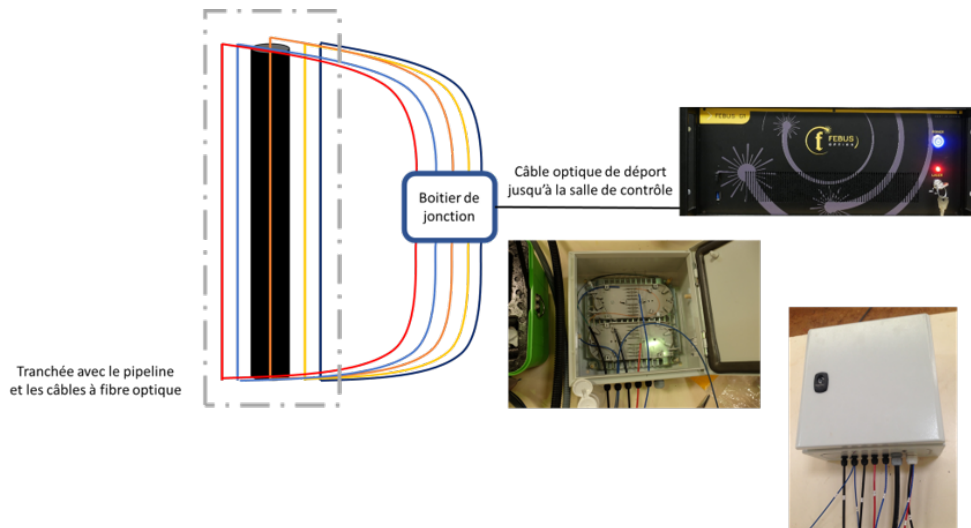 FEBUS
FEBUS
OPTICS
Câble optique de déport
jusqu'à la salle de contrôle
Boitier de
jonction
Tranchée avec le pipeline
et les câbles à fibre optique